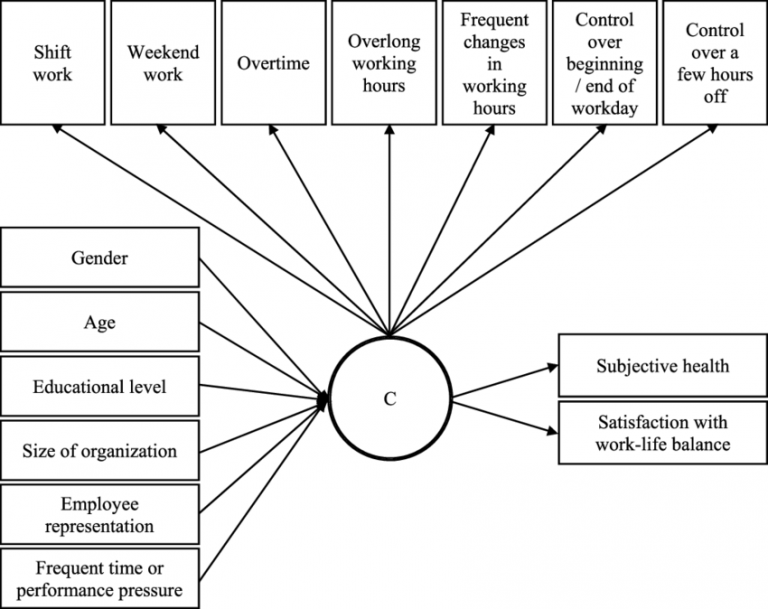 Shift
work
Weekend
work
Overtime
Overlong
working
hours
Frequent
changes
in
working
hours
Control
over
beginning
/ end of
workday
Control
over a
few hours
off
Gender
Age
Educational level
Size of organization
Employee
representation
Frequent time or
performance pressure
C
Subjective health
Satisfaction with
work-life balance